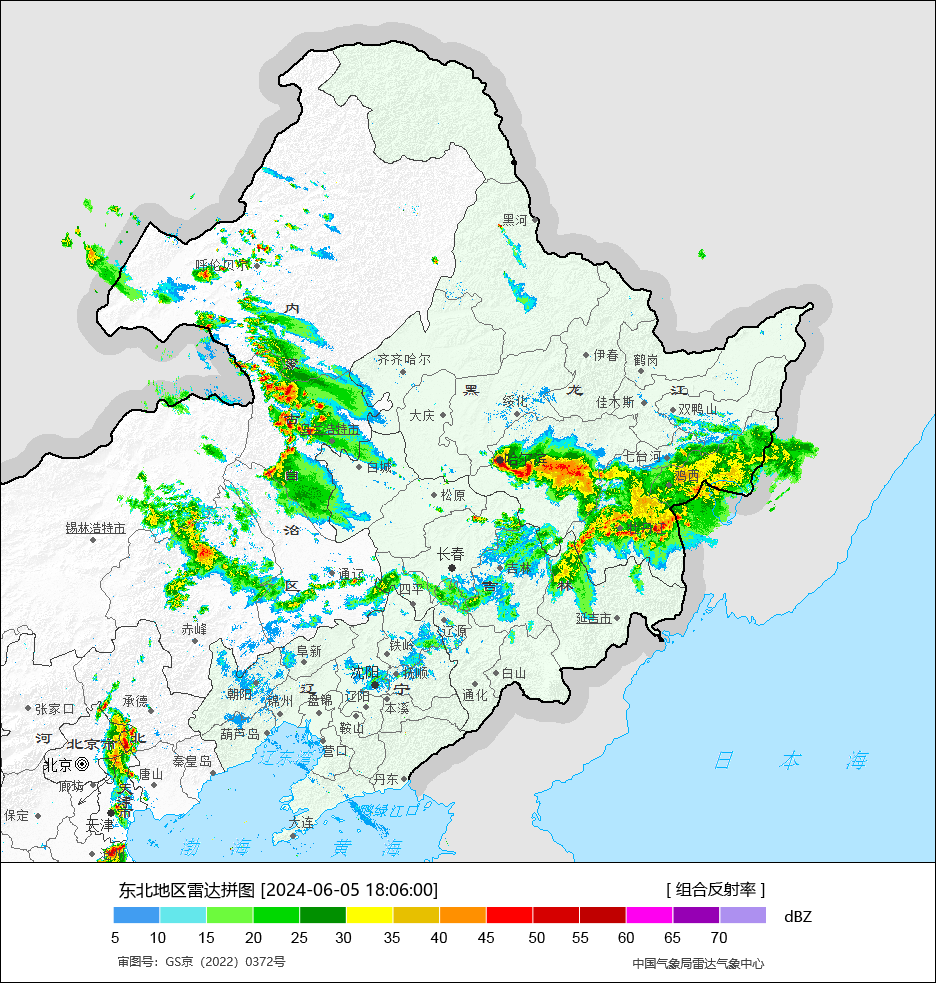 黑河
呼伦贝尔
内
齐齐哈尔
伊春
鹤岗
蒙
黑
龙
江
绥化
佳木斯
双鸭山
大庆
古
乌兰浩特市
哈尔滨
七台河
白城
鸡西
自
松原
锡林浩特市
治
长春
吉林
通辽
区
四平
吉
林
延吉市
赤峰
辽源
铁岭
阜新
沈阳
抚顺
白山
朝阳
辽
宁
通化
张家口
承德
锦州
盘锦
辽阳
本溪
葫芦岛
鞍山
河
北京市
北
营口
北京
秦皇岛
辽东湾
日本海
唐山
丹东
廊坊
天
津
市
鸭绿江口
保定
天津
大连
渤海
黄海
东北地区雷达拼图 [2024-06-05 18:06:00]
[ 组合反射率 ]
dBZ
5 10 15 20 25 30 35 40 45 50 55 60 65 70
审图号：GS京（2022）0372号
中国气象局雷达气象中心